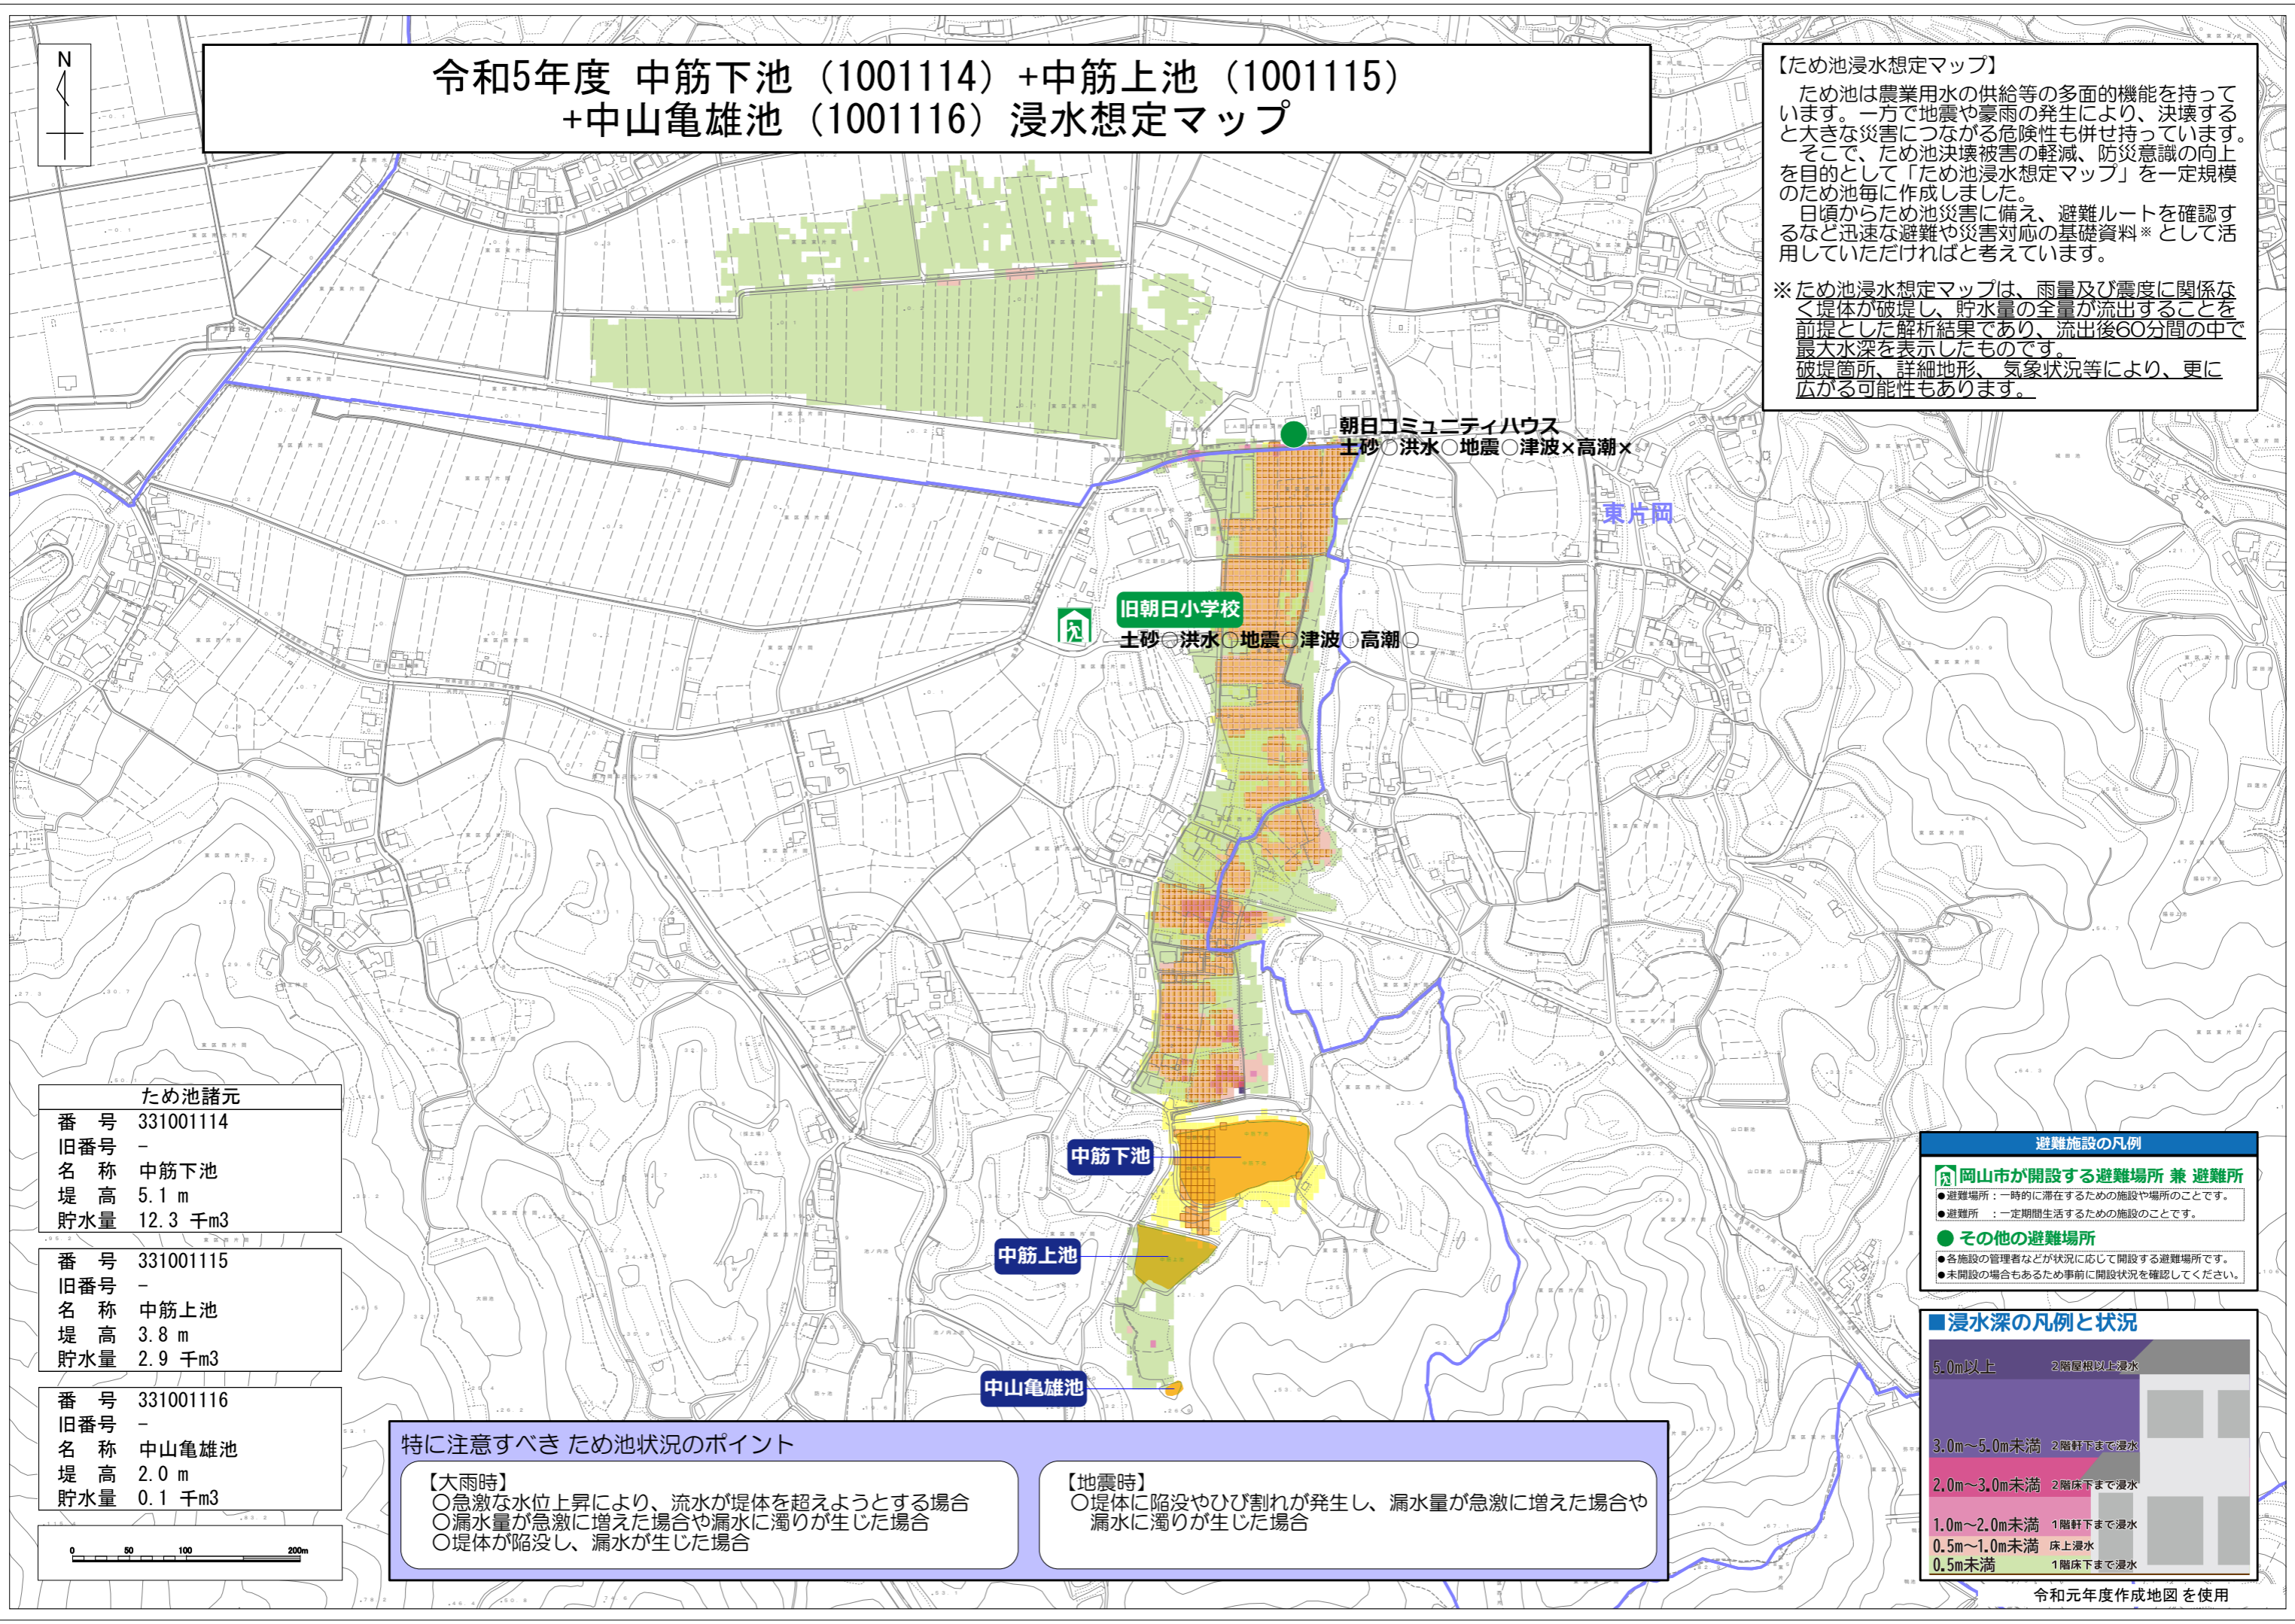 N
令和5年度 中筋下池（1001114）+中筋上池（1001115）
+中山亀雄池（1001116）浸水想定マップ
【ため池浸水想定マップ】
ため池は農業用水の供給等の多面的機能を持って
います。一方で地震や豪雨の発生により、決壊する
と大きな災害につながる危険性も併せ持っています。
そこで、ため池決壊被害の軽減、防災意識の向上
を目的として「ため池浸水想定マップ」を一定規模
のため池毎に作成しました。
日頃からため池災害に備え、避難ルートを確認す
るなど迅速な避難や災害対応の基礎資料※として活
用していただければと考えています。
※ため池浸水想定マップは、雨量及び震度に関係な
く堤体が破堤し、貯水量の全量が流出することを
前提とした解析結果であり、流出後60分間の中で
最大水深を表示したものです。
破堤箇所、詳細地形、 気象状況等により、更に
広がる可能性もあります。
朝日コミュニティハウス
土砂○洪水○地震○津波×高潮×
東片岡
旧朝日小学校
土砂○洪水○地震○津波○高潮○
中筋下池
中筋上池
中山亀雄池
ため池諸元
番 号 331001114
旧番号 -
名 称 中筋下池
堤 高 5.1 m
貯水量 12.3 千m3
番 号 331001115
旧番号 -
名 称 中筋上池
堤 高 3.8 m
貯水量 2.9 千m3
番 号 331001116
旧番号 -
名 称 中山亀雄池
堤 高 2.0 m
貯水量 0.1 千m3
0 50 100 200m
特に注意すべき ため池状況のポイント
【大雨時】
○急激な水位上昇により、流水が堤体を超えようとする場合
○漏水量が急激に増えた場合や漏水に濁りが生じた場合
○堤体が陥没し、漏水が生じた場合
【地震時】
○堤体に陥没やひび割れが発生し、漏水量が急激に増えた場合や
漏水に濁りが生じた場合
避難施設の凡例
岡山市が開設する避難場所 兼 避難所
●避難場所：一時的に滞在するための施設や場所のことです。
●避難所 ：一定期間生活するための施設のことです。
● その他の避難場所
●各施設の管理者などが状況に応じて開設する避難場所です。
●未開設の場合もあるため事前に開設状況を確認してください。
■浸水深の凡例と状況
5.0m以上 2階屋根以上浸水
3.0m～5.0m未満 2階軒下まで浸水
2.0m～3.0m未満 2階床下まで浸水
1.0m～2.0m未満 1階軒下まで浸水
0.5m～1.0m未満 床上浸水
0.5m未満 1階床下まで浸水
令和元年度作成地図を使用